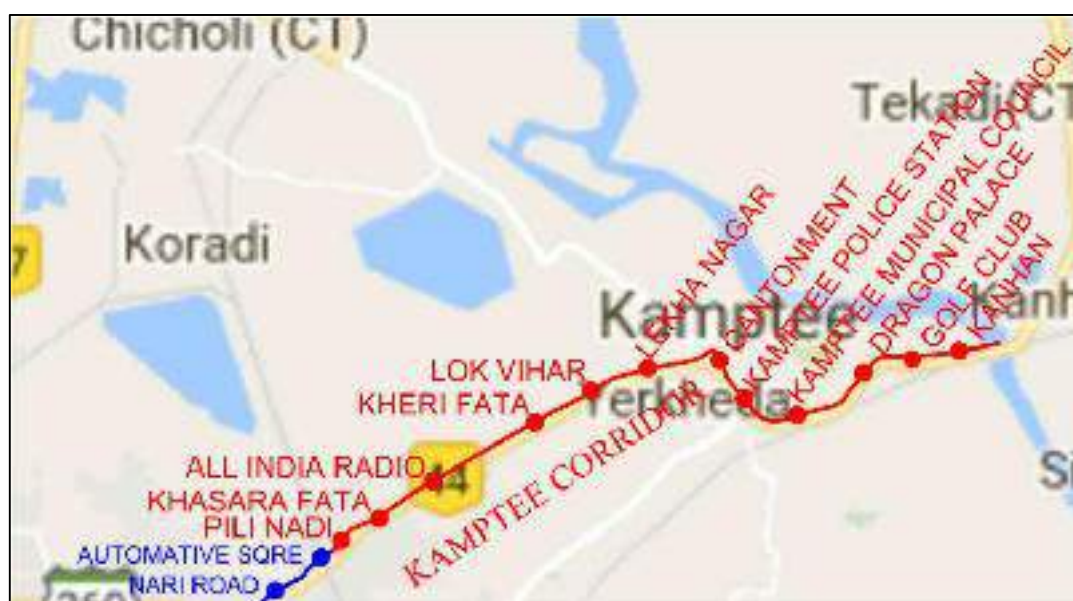 Chicholi (CT)
Tekadi(CT
Koradi
7
Kamptee
Kanh
Yerkheda
Si
44
LEKHA NAGAR
CANTONMENT
KAMPTEE POLICE STATION
KAMPTEE MUNICIPAL COUNCIL
DRAGON PALACE
GOLF CLUB
KANHAN
LOK VIHAR
KHERI FATA
ALL INDIA RADIO
KHASARA FATA
PILI NADI
AUTOMATIVE SQRE
NARI ROAD
KAMPTEE CORRIDOR